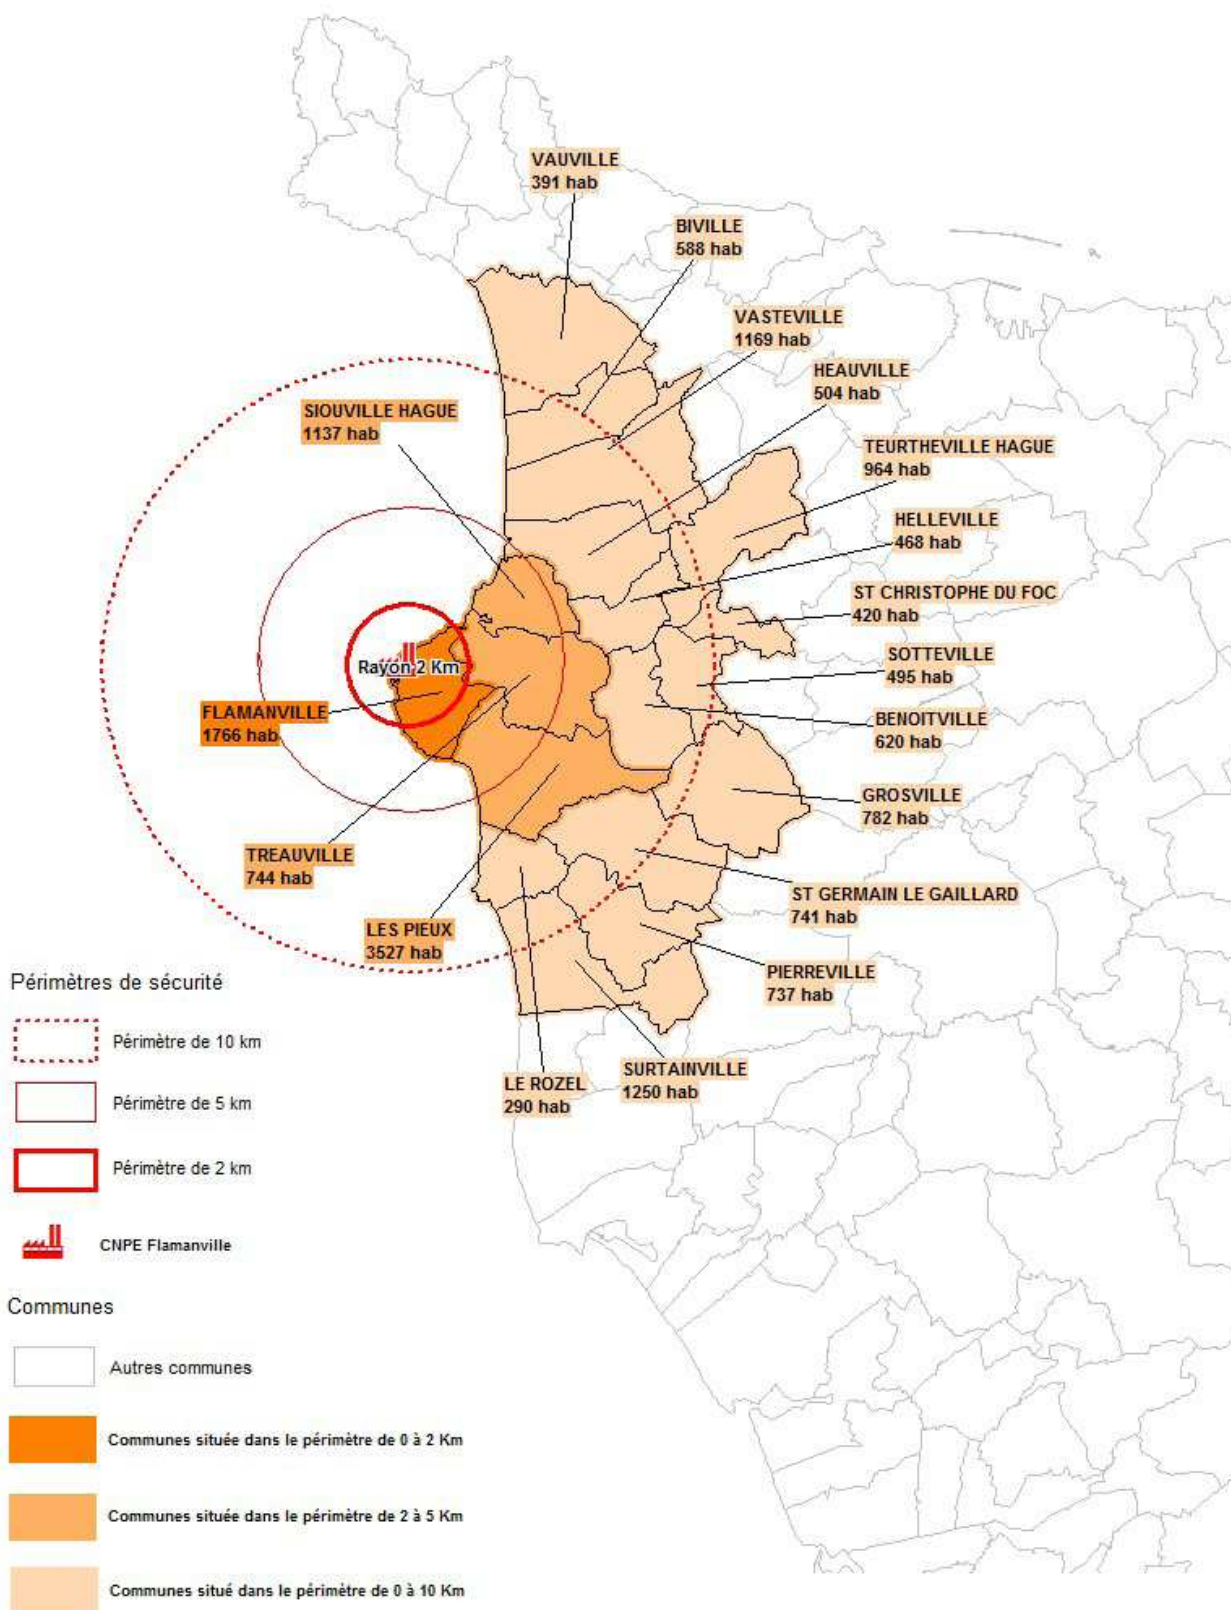 VAUVILLE
391 hab
BIVILLE
588 hab
VASTEVILLE
1169 hab
HEAUVILLE
504 hab
SIOUVILLE HAGUE
1137 hab
TEURTHEVILLE HAGUE
964 hab
HELLEVILLE
468 hab
ST CHRISTOPHE DU FOC
420 hab
SOTTEVILLE
495 hab
Rayon 2 Km
FLAMANVILLE
1766 hab
BENOITVILLE
620 hab
GROSVILLE
782 hab
TREAUVILLE
744 hab
ST GERMAIN LE GAILLARD
741 hab
LES PIEUX
3527 hab
PIERREVILLE
737 hab
SURTAINVILLE
1250 hab
LE ROZEL
290 hab
Périmètres de sécurité
Périmètre de 10 km
Périmètre de 5 km
Périmètre de 2 km
CNPE Flamanville
Communes
Autres communes
Communes située dans le périmètre de 0 à 2 Km
Communes située dans le périmètre de 2 à 5 Km
Communes situé dans le périmètre de 0 à 10 Km